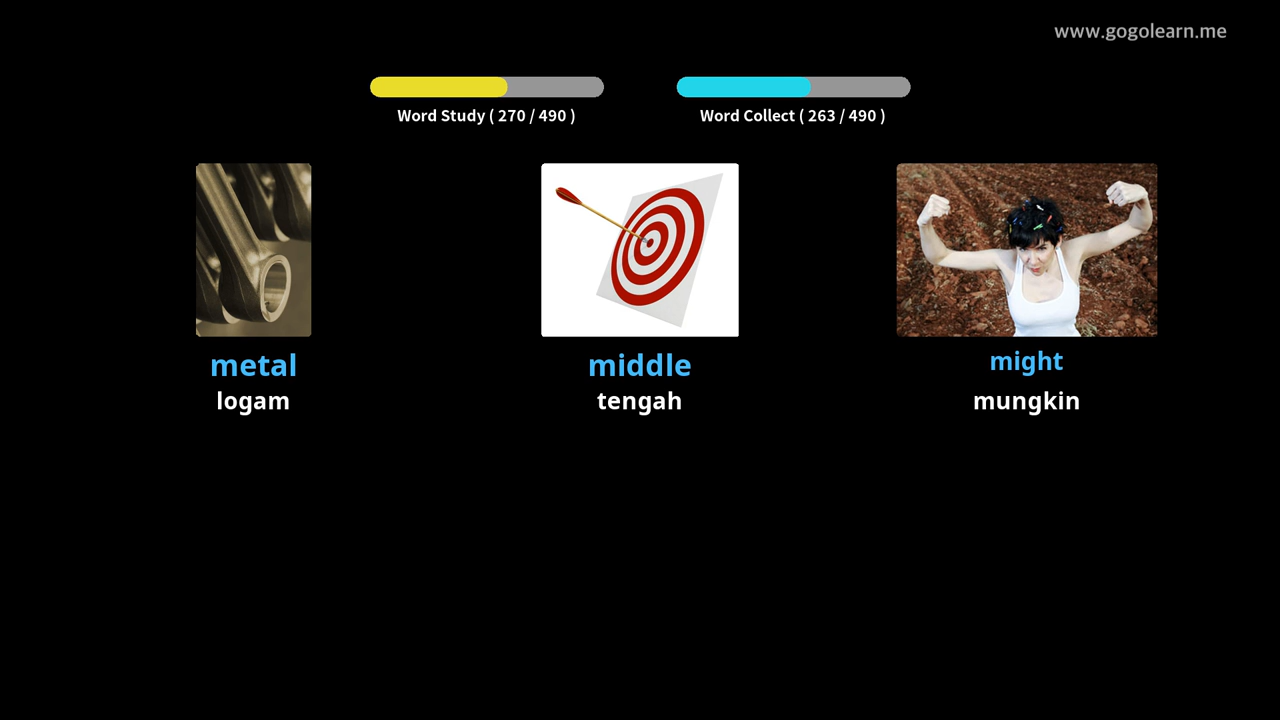 www.gogolearn.me
Word Study ( 270 / 490 )
Word Collect ( 263 / 490 )
metal
logam
middle
tengah
might
mungkin